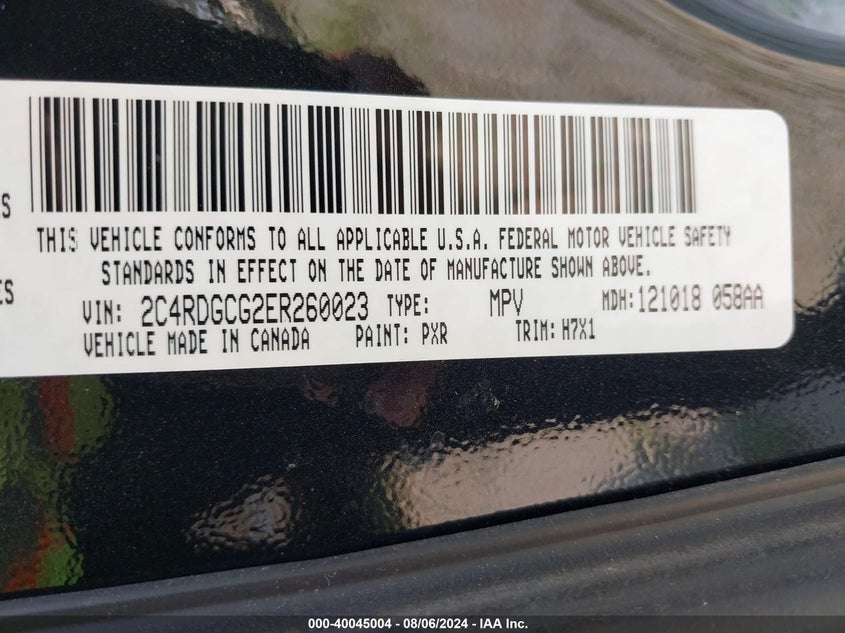 S
THIS VEHICLE CONFORMS TO ALL APPLICABLE U.S.A. FEDERAL MOTOR VEHICLE SAFETY
ES
STANDARDS IN EFFECT ON THE DATE OF MANUFACTURE SHOWN ABOVE.
VIN: 2C4RDGCG2ER260023 TYPE: MPV MDH: 121018 058AA
VEHICLE MADE IN CANADA PAINT: PXR TRIM: H7X1
000-40045004 — 08/06/2024 — IAA Inc.